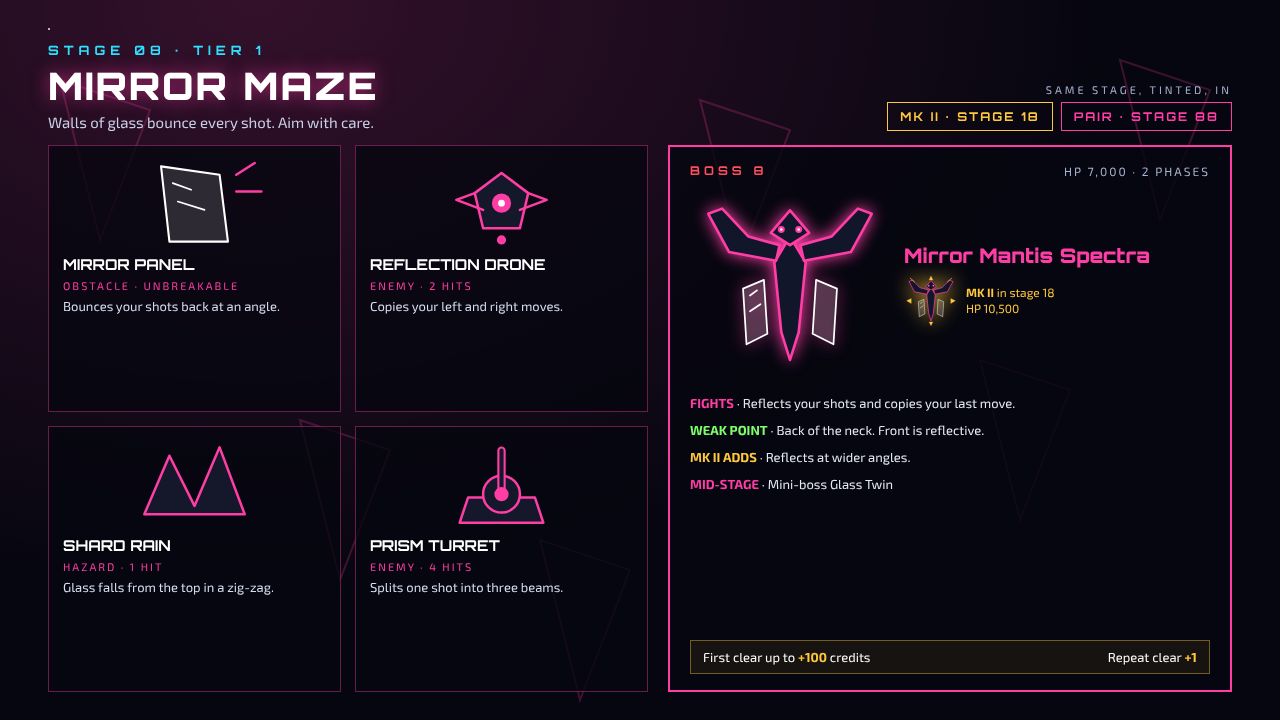 STAGE 08 · TIER 1
MIRROR MAZE
Walls of glass bounce every shot. Aim with care.
SAME STAGE, TINTED, IN
MK II · STAGE 18
PAIR · STAGE 88
MIRROR PANEL
OBSTACLE · UNBREAKABLE
Bounces your shots back at an angle.
REFLECTION DRONE
ENEMY · 2 HITS
Copies your left and right moves.
SHARD RAIN
HAZARD · 1 HIT
Glass falls from the top in a zig-zag.
PRISM TURRET
ENEMY · 4 HITS
Splits one shot into three beams.
BOSS 8
HP 7,000 · 2 PHASES
Mirror Mantis Spectra
MK II in stage 18
HP 10,500
FIGHTS · Reflects your shots and copies your last move.
WEAK POINT · Back of the neck. Front is reflective.
MK II ADDS · Reflects at wider angles.
MID-STAGE · Mini-boss Glass Twin
First clear up to +100 credits
Repeat clear +1